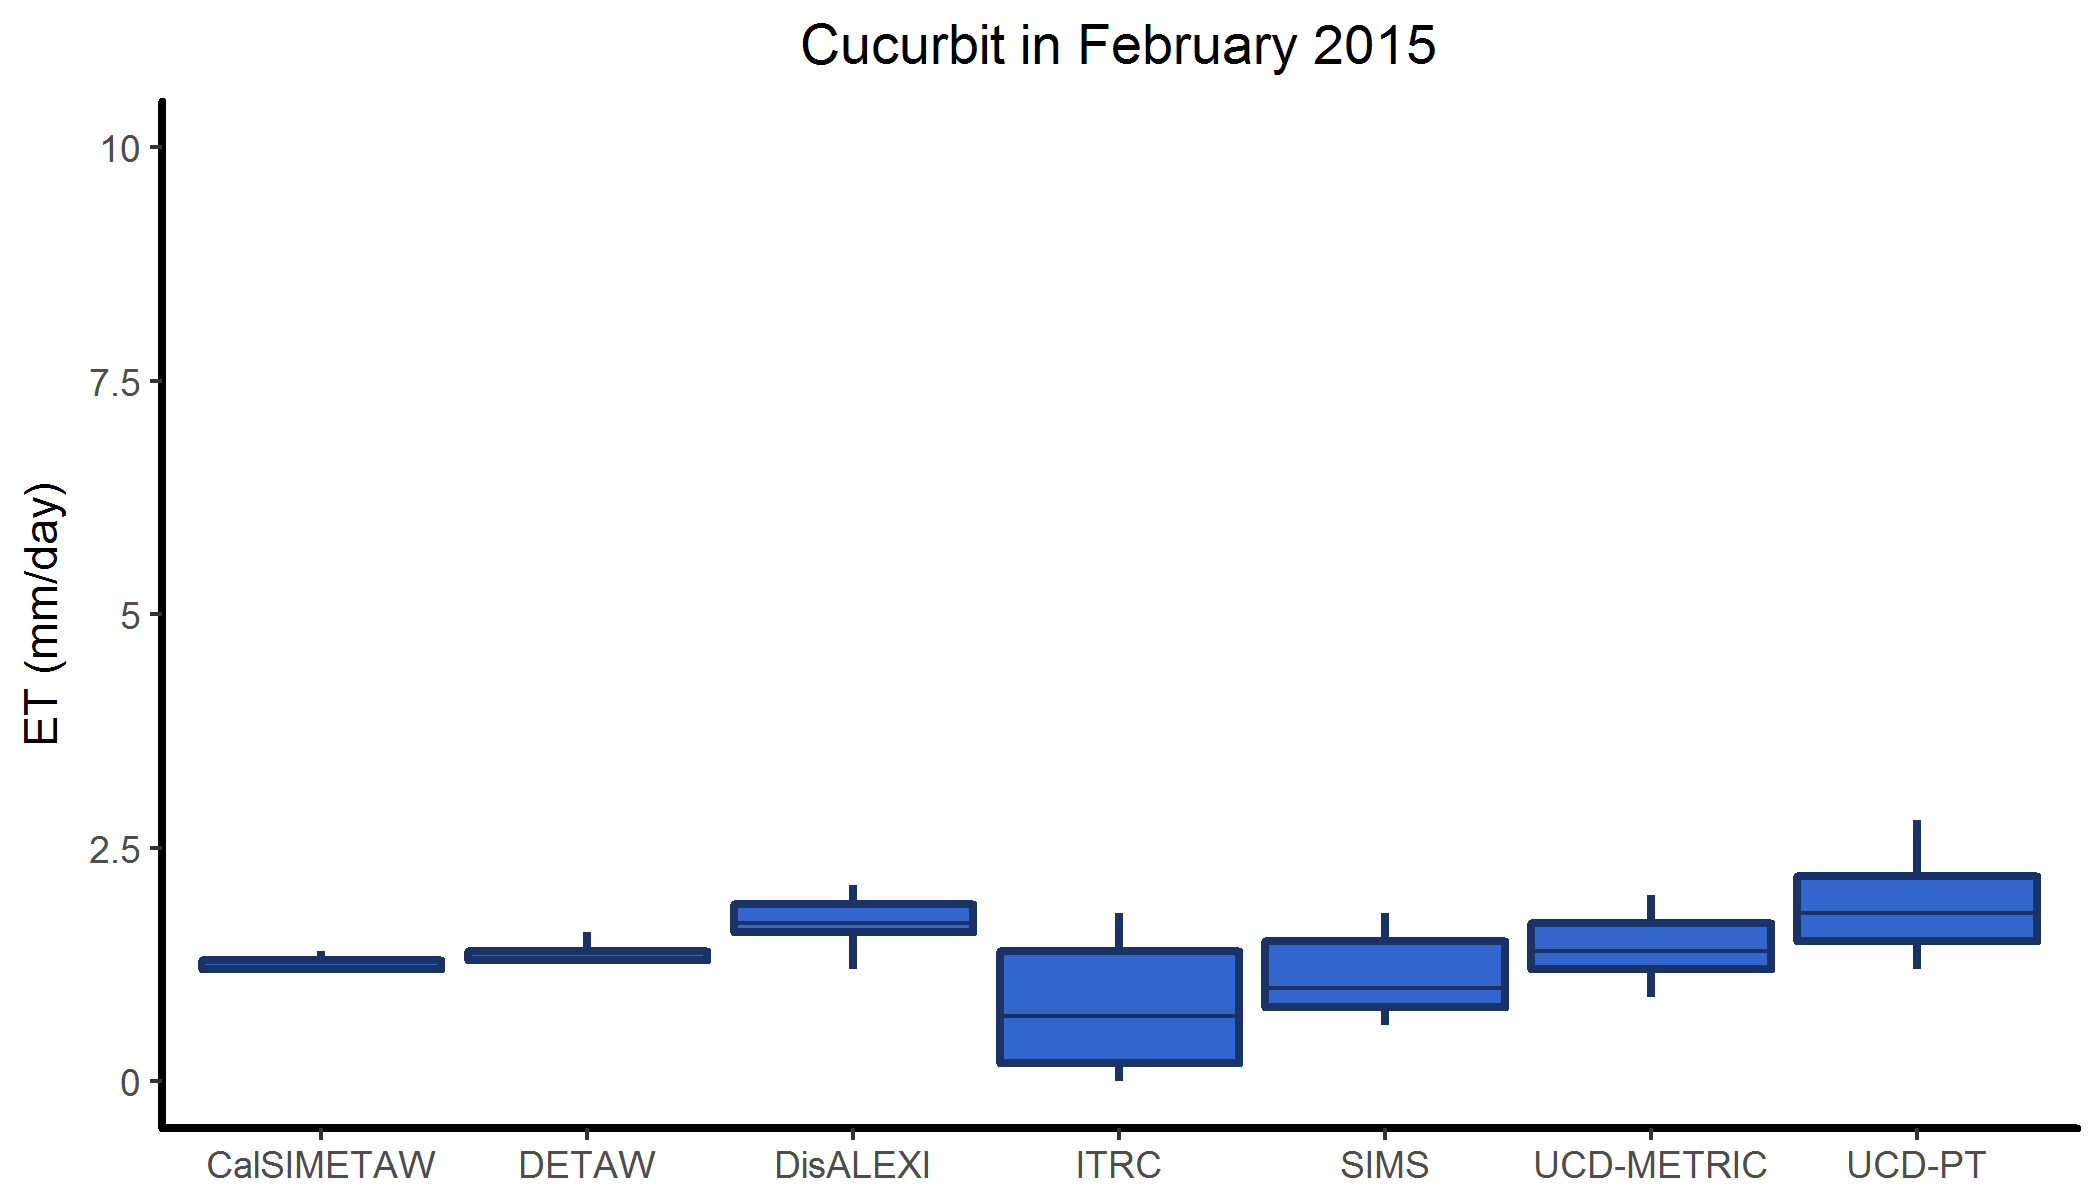 Cucurbit in February 2015
ET (mm/day)
10
7.5
5
2.5
0
CalSIMETAW DETAW DisALEXI ITRC SIMS UCD-METRIC UCD-PT